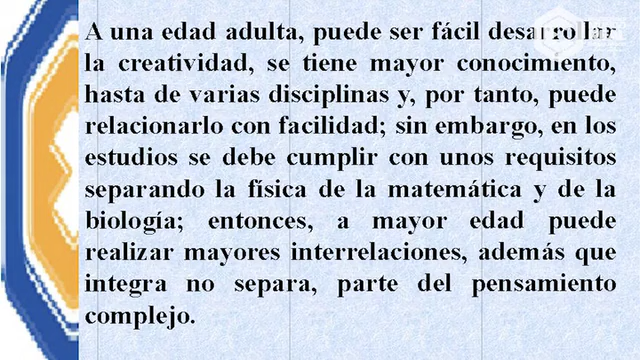 A una edad adulta, puede ser fácil desarrollar
la creatividad, se tiene mayor conocimiento,
hasta de varias disciplinas y, por tanto, puede
relacionarlo con facilidad; sin embargo, en los
estudios se debe cumplir con unos requisitos
separando la física de la matemática y de la
biología; entonces, a mayor edad puede
realizar mayores interrelaciones, además que
integra no separa, parte del pensamiento
complejo.